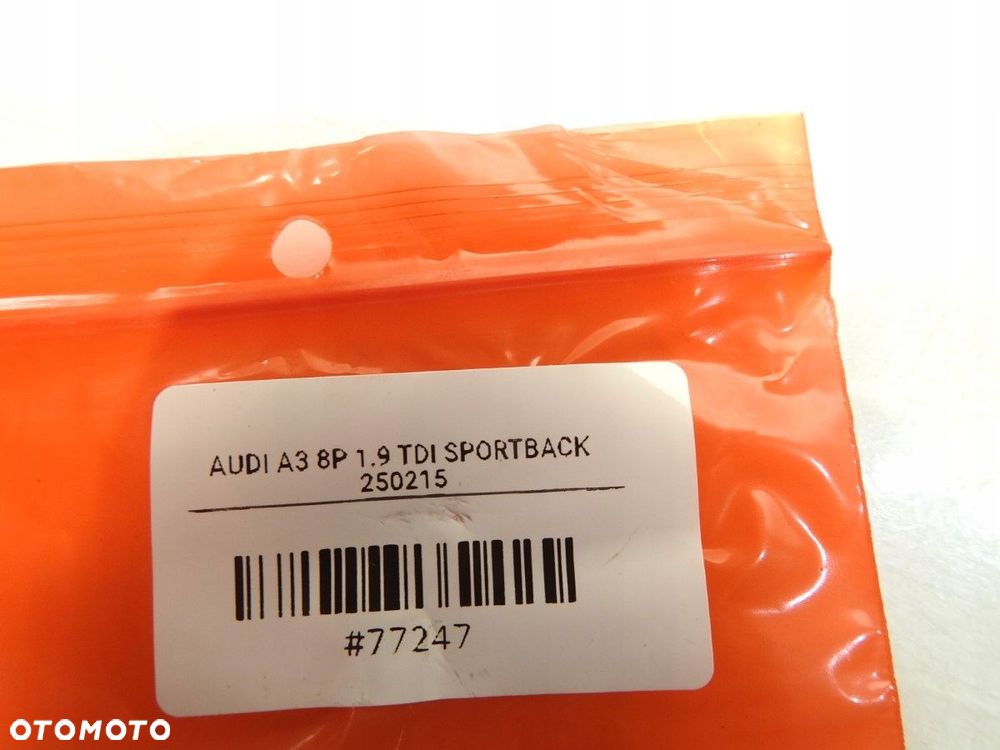 AUDI A3 8P 1.9 TDI SPORTBACK
250215
#77247
OTOMOTO